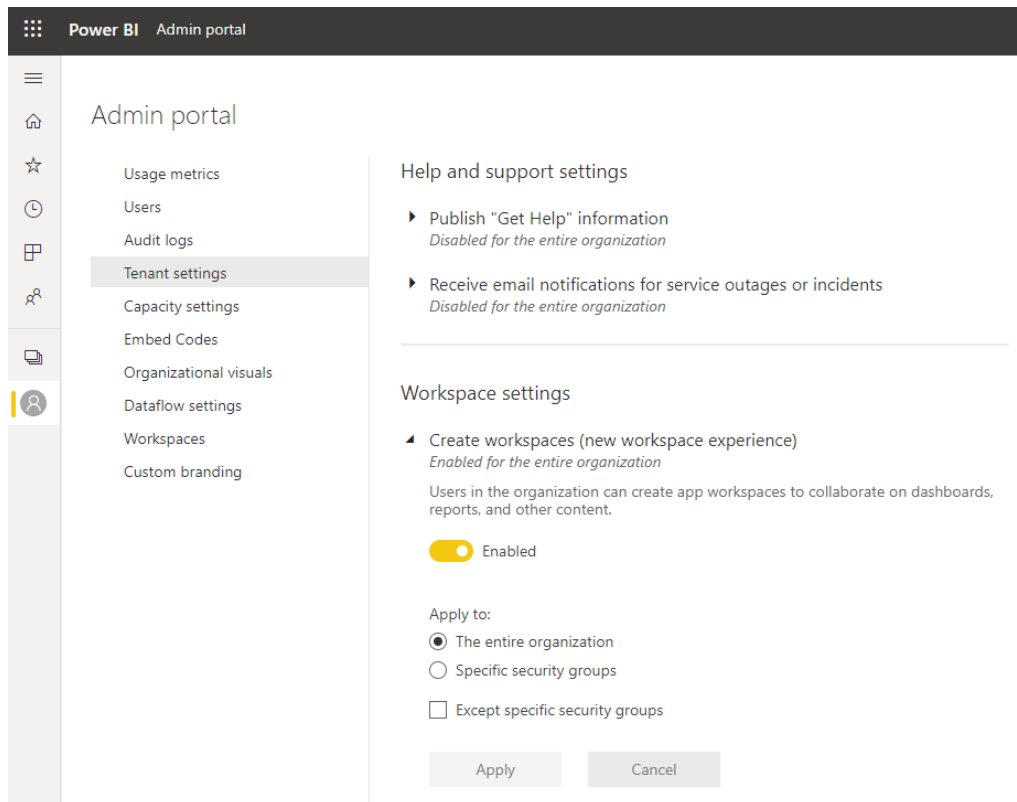 Power BI Admin portal
Admin portal
Usage metrics
Users
Audit logs
Tenant settings
Capacity settings
Embed Codes
Organizational visuals
Dataflow settings
Workspaces
Custom branding
Help and support settings
Publish "Get Help" information
Disabled for the entire organization
Receive email notifications for service outages or incidents
Disabled for the entire organization
Workspace settings
Create workspaces (new workspace experience)
Enabled for the entire organization
Users in the organization can create app workspaces to collaborate on dashboards,
reports, and other content.
Enabled
Apply to:
The entire organization
Specific security groups
Except specific security groups
Apply Cancel